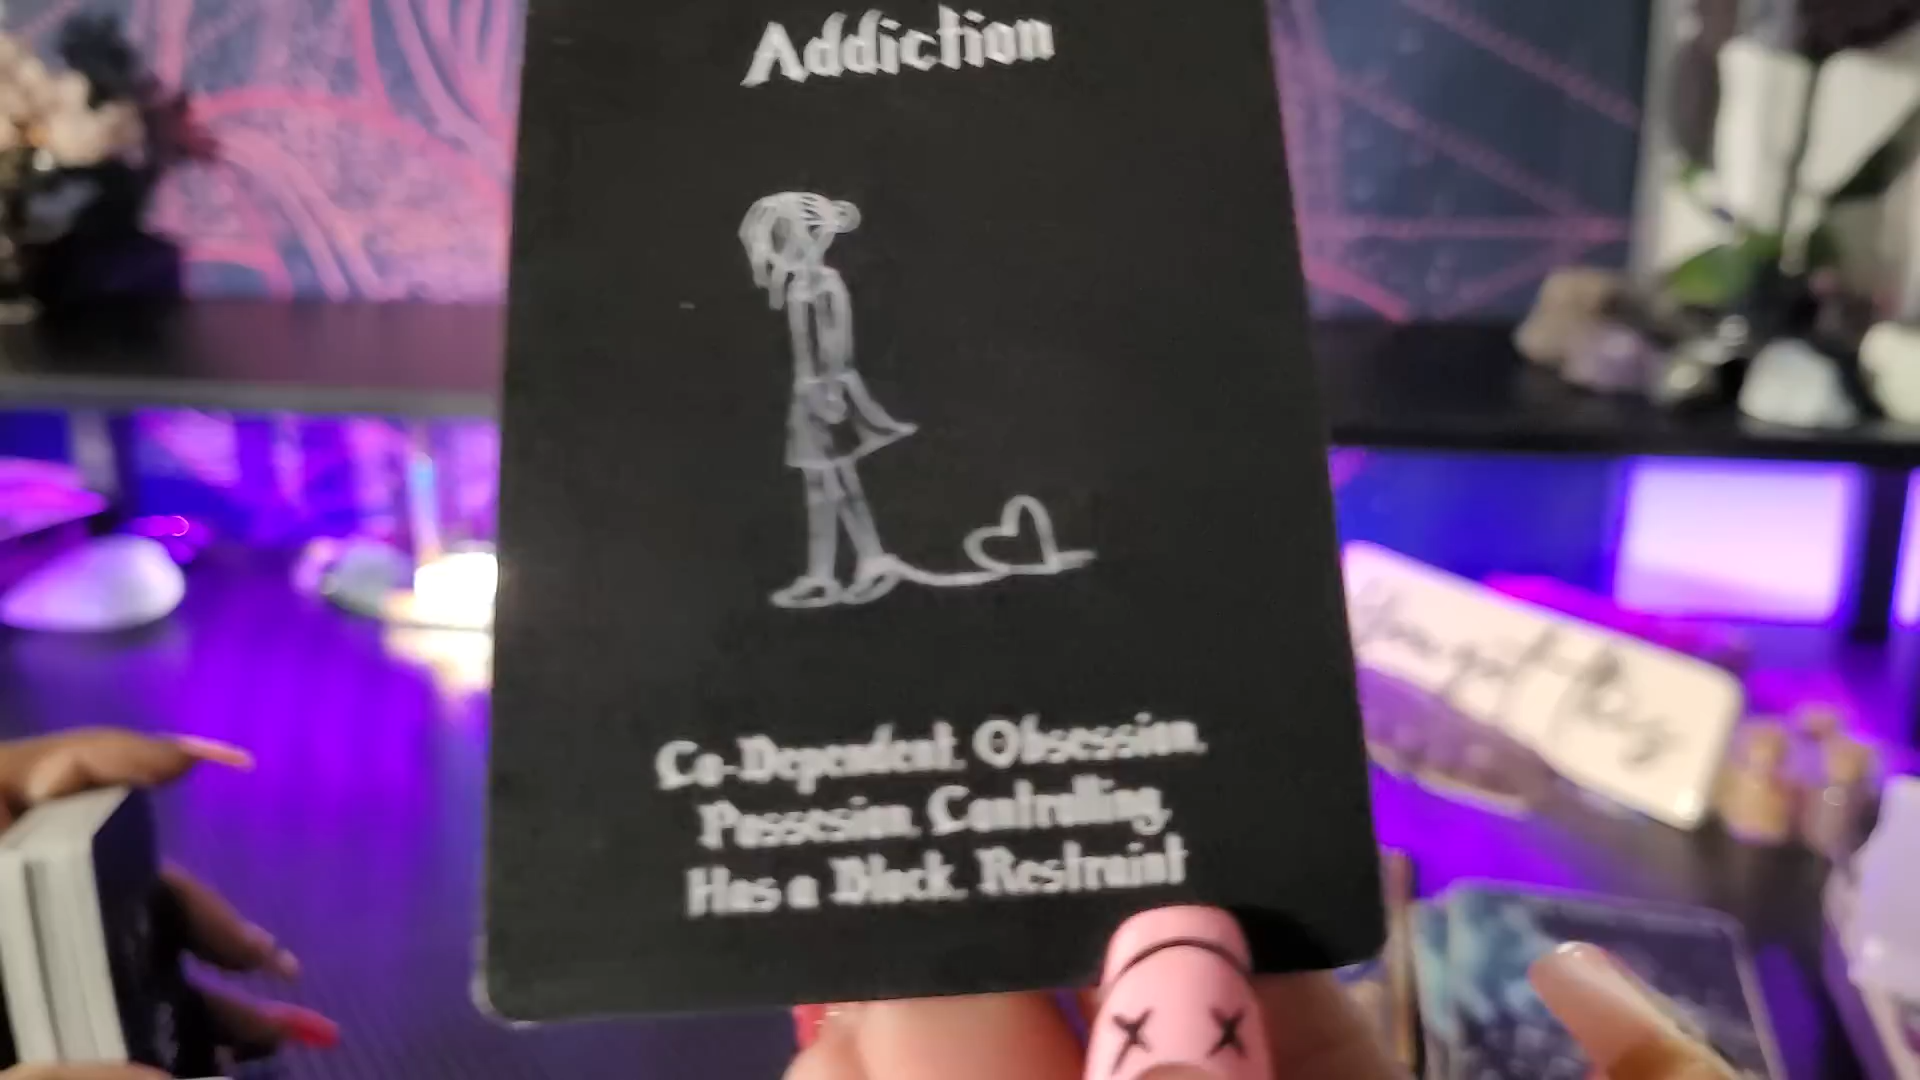 Addiction
Co-Dependent, Obsession,
Possesion, Controlling,
Has a Block, Restraint